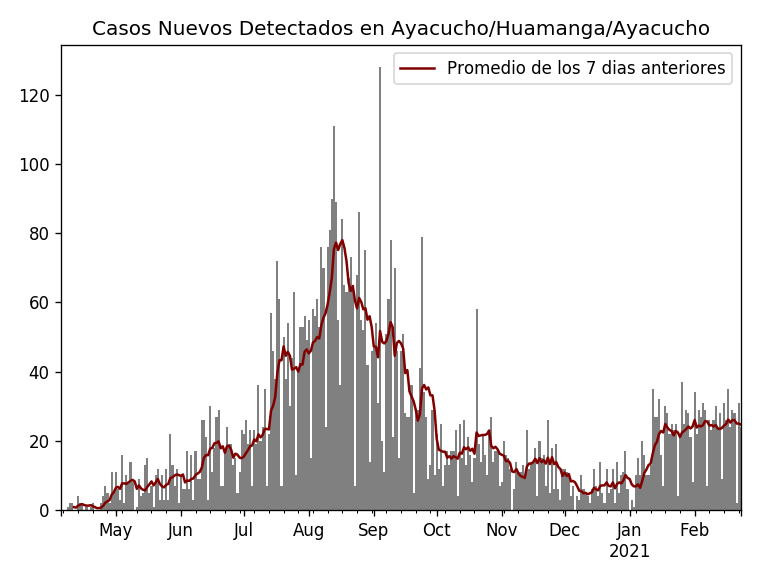 Casos Nuevos Detectados en Ayacucho/Huamanga/Ayacucho
Promedio de los 7 dias anteriores
120
100
80
60
40
20
0
May Jun Jul Aug Sep Oct Nov Dec Jan Feb
2021